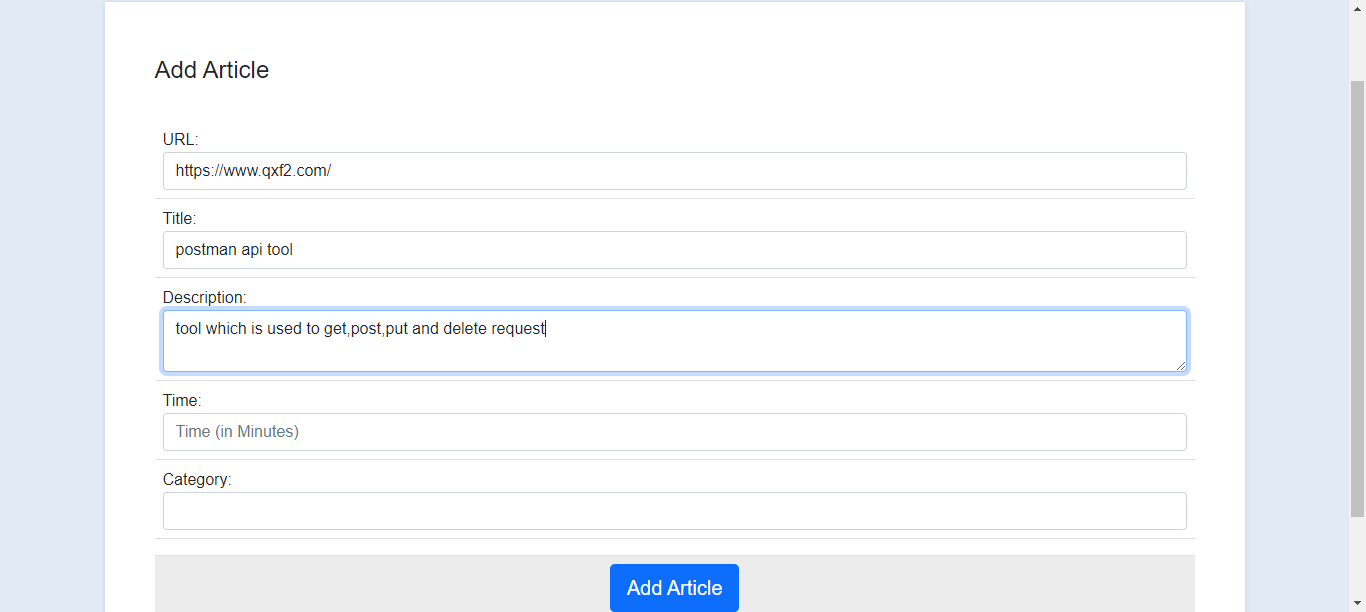 Add Article
URL:
https://www.qxf2.com/
Title:
postman api tool
Description:
tool which is used to get,post,put and delete request
Time:
Time (in Minutes)
Category:
Add Article